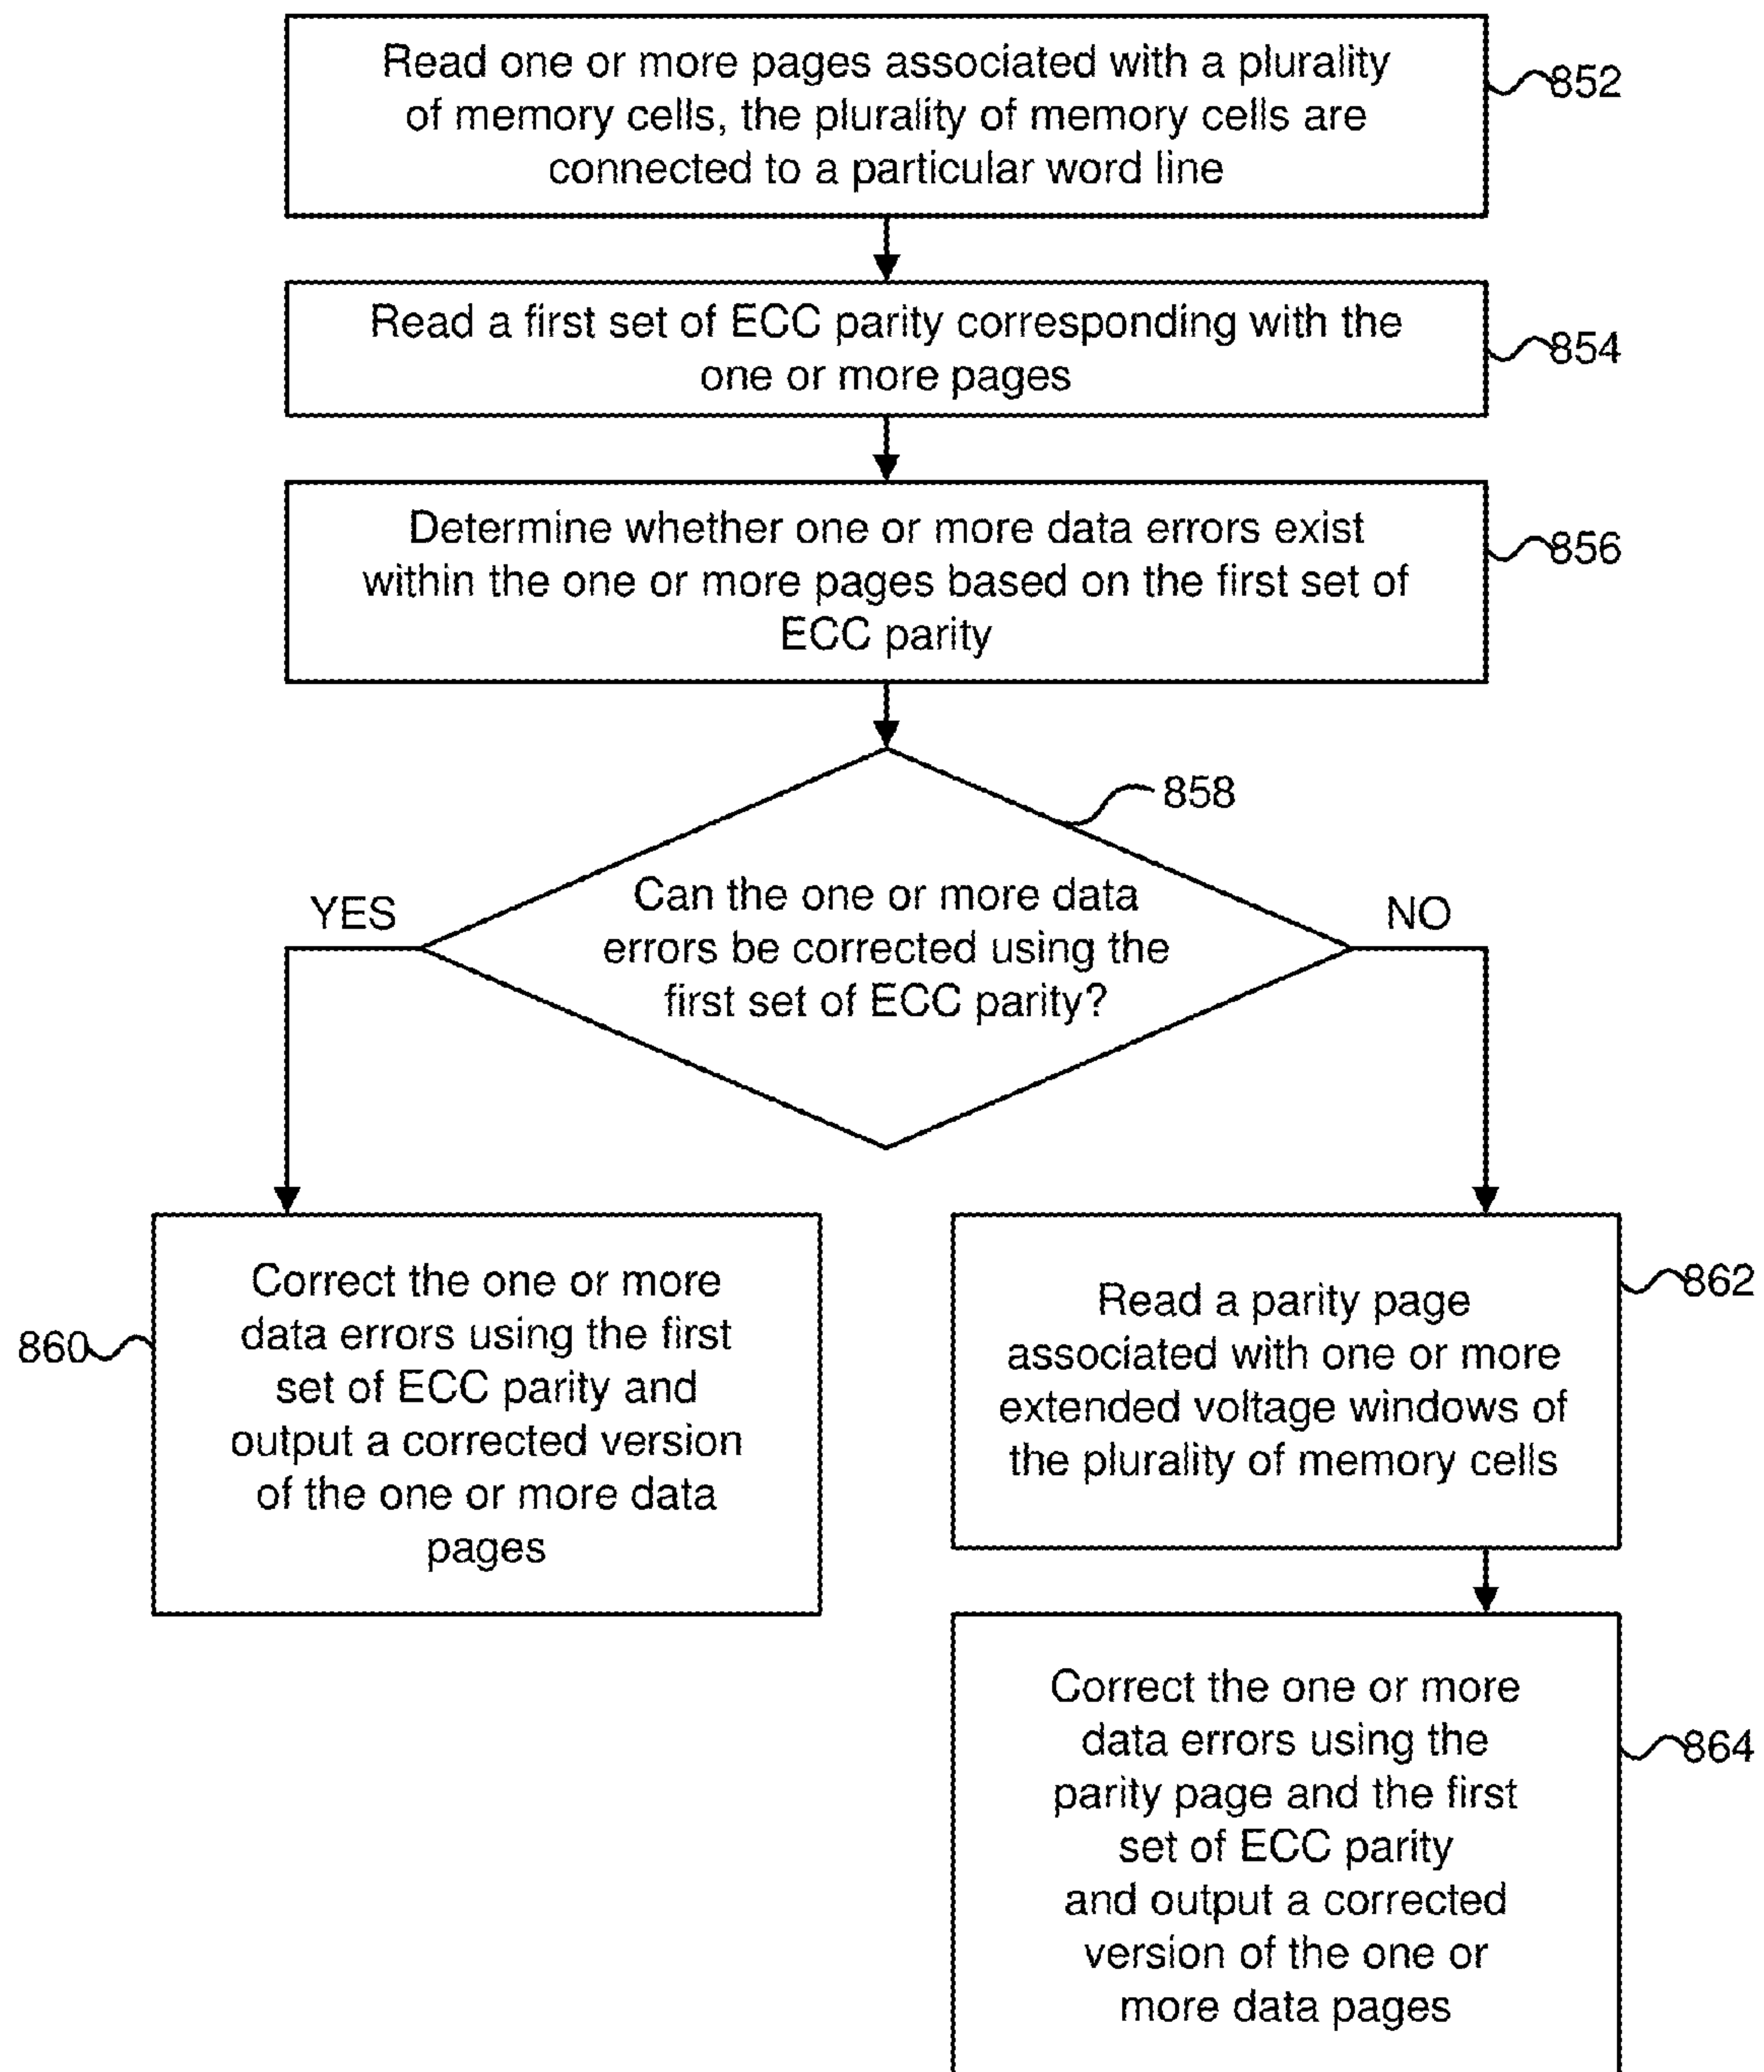 Read one or more pages associated with a plurality
of memory cells, the plurality of memory cells are
connected to a particular word line
852
Read a first set of ECC parity corresponding with the
one or more pages
854
Determine whether one or more data errors exist
within the one or more pages based on the first set of
ECC parity
856
858
Can the one or more data
errors be corrected using the
first set of ECC parity?
YES
NO
860
Correct the one or more
data errors using the first
set of ECC parity and
output a corrected version
of the one or more data
pages
Read a parity page
associated with one or more
extended voltage windows of
the plurality of memory cells
862
Correct the one or more
data errors using the
parity page and the first
set of ECC parity
and output a corrected
version of the one or
more data pages
864